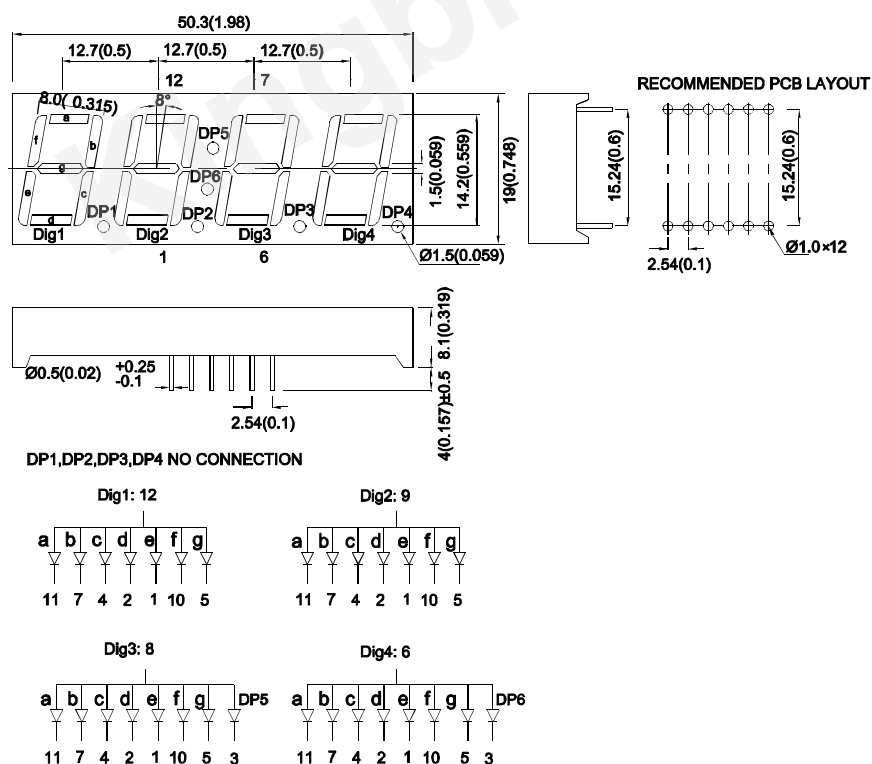 50.3(1.98)
12.7(0.5) 12.7(0.5) 12.7(0.5)
12 7
8.0( 0.315) 8°
a
f b
g
e c
d
DP5
DP6
DP1 DP2 DP3 DP4
Dig1 Dig2 Dig3 Dig4
1 6
1.5(0.059)
14.2(0.559)
19(0.748)
Ø1.5(0.059)
RECOMMENDED PCB LAYOUT
15.24(0.6)
15.24(0.6)
Ø1.0×12
2.54(0.1)
8.1(0.319)
4(0.157)±0.5
Ø0.5(0.02) +0.25
-0.1
2.54(0.1)
DP1,DP2,DP3,DP4 NO CONNECTION
Dig1: 12
a b c d e f g
11 7 4 2 1 10 5
Dig2: 9
a b c d e f g
11 7 4 2 1 10 5
Dig3: 8
a b c d e f g DP5
11 7 4 2 1 10 5 3
Dig4: 6
a b c d e f g DP6
11 7 4 2 1 10 5 3